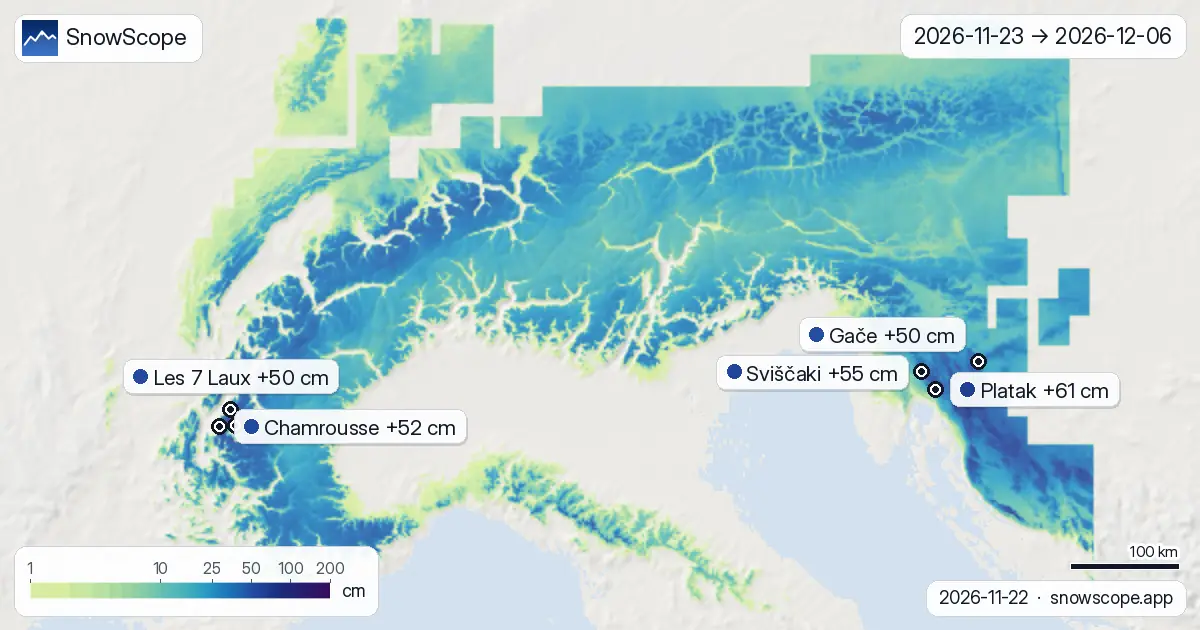 SnowScope
2026-11-23 → 2026-12-06
Gače +50 cm
Sviščaki +55 cm
Les 7 Laux +50 cm
Platak +61 cm
Chamrousse +52 cm
1 10 25 50 100 200
cm
100 km
2026-11-22 · snowscope.app